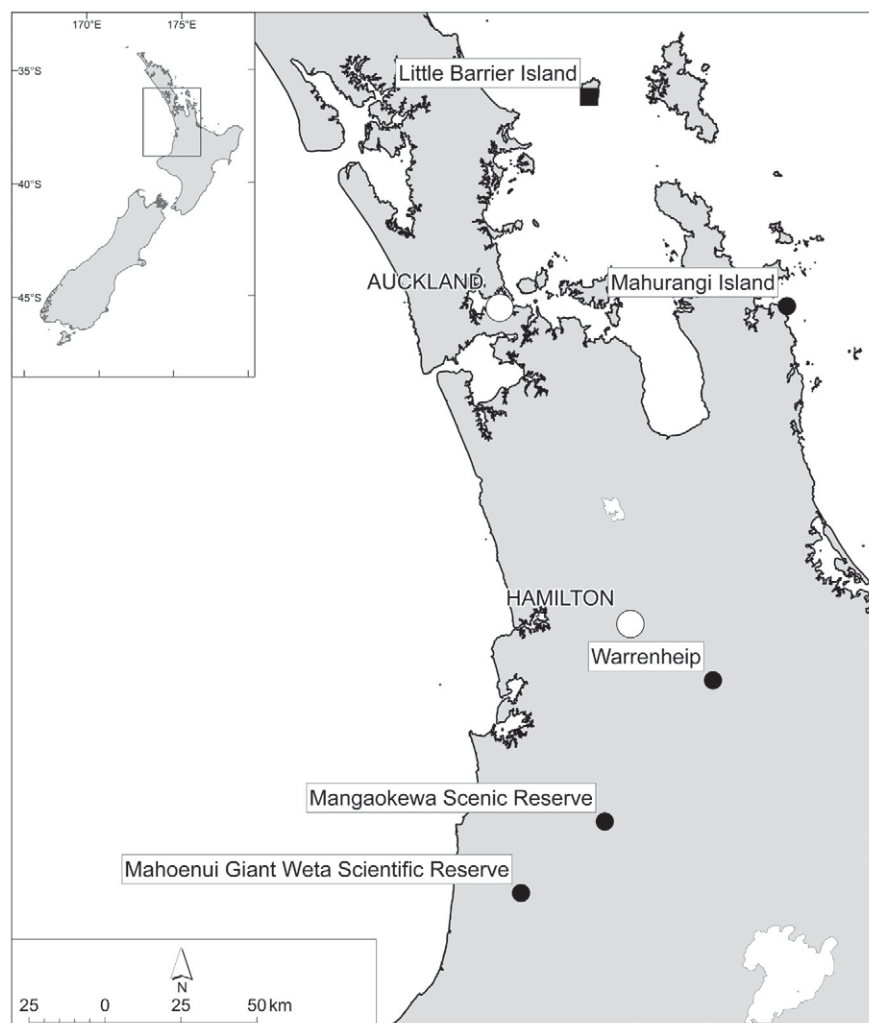 170°E 175°E
35°S
40°S
45°S
Little Barrier Island
AUCKLAND
Mahurangi Island
HAMILTON
Warrenheip
Mangaokewa Scenic Reserve
Mahoenui Giant Weta Scientific Reserve
N
25 0 25 50 km